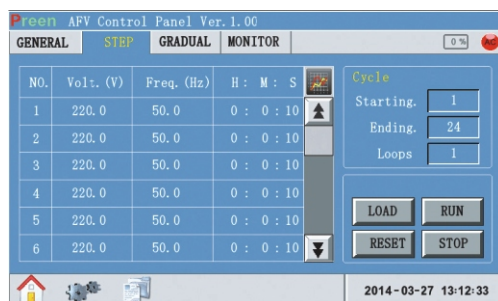 Preen AFV Control Panel Ver.1.00
GENERAL STEP GRADUAL MONITOR 0 % AC
NO. Volt. (V) Freq. (Hz) H : M : S
1 220.0 50.0 0 : 0 : 10
2 220.0 50.0 0 : 0 : 10
3 220.0 50.0 0 : 0 : 10
4 220.0 50.0 0 : 0 : 10
5 220.0 50.0 0 : 0 : 10
6 220.0 50.0 0 : 0 : 10
Cycle
Starting. 1
Ending. 24
Loops 1
LOAD RUN
RESET STOP
2014-03-27 13:12:33